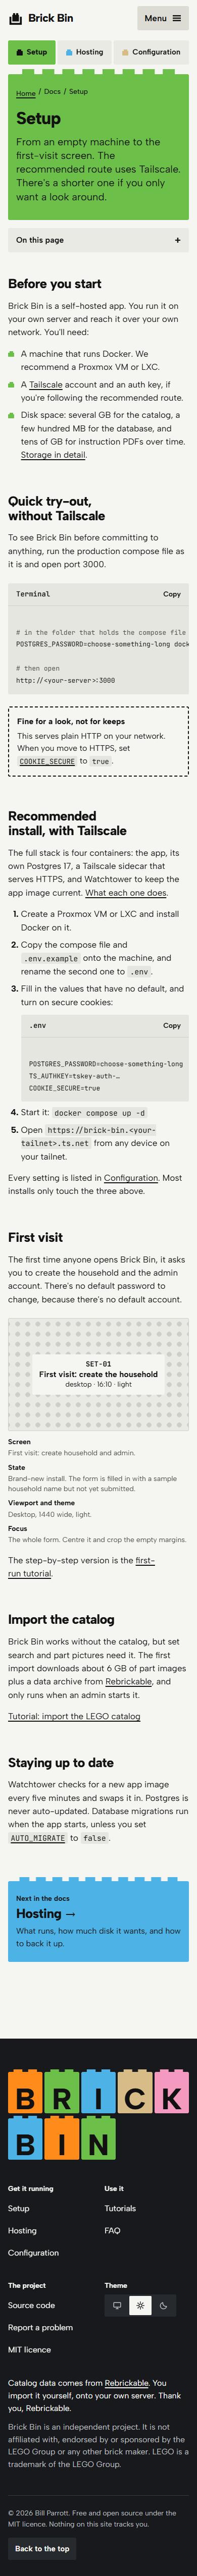 Brick Bin
Menu
Setup
Hosting
Configuration
Home / Docs / Setup
Setup
From an empty machine to the
first-visit screen. The
recommended route uses Tailscale.
There's a shorter one if you only
want a look around.
On this page
+
Before you start
Brick Bin is a self-hosted app. You run it on
your own server and reach it over your own
network. You'll need:
A machine that runs Docker. We
recommend a Proxmox VM or LXC.
A Tailscale account and an auth key, if
you're following the recommended route.
Disk space: several GB for the catalog, a
few hundred MB for the database, and
tens of GB for instruction PDFs over time.
Storage in detail.
Quick try-out,
without Tailscale
To see Brick Bin before committing to
anything, run the production compose file as
it is and open port 3000.
Terminal
Copy
# in the folder that holds the compose file
POSTGRES_PASSWORD=choose-something-long dock
# then open
http://<your-server>:3000
Fine for a look, not for keeps
This serves plain HTTP on your network.
When you move to HTTPS, set
COOKIE_SECURE to true.
Recommended
install, with Tailscale
The full stack is four containers: the app, its
own Postgres 17, a Tailscale sidecar that
serves HTTPS, and Watchtower to keep the
app image current. What each one does.
1. Create a Proxmox VM or LXC and install
Docker on it.
2. Copy the compose file and
.env.example onto the machine, and
rename the second one to .env.
3. Fill in the values that have no default, and
turn on secure cookies:
.env
Copy
POSTGRES_PASSWORD=choose-something-long
TS_AUTHKEY=tskey-auth-…
COOKIE_SECURE=true
4. Start it: docker compose up -d
5. Open https://brick-bin.<your-
tailnet>.ts.net from any device on
your tailnet.
Every setting is listed in Configuration. Most
installs only touch the three above.
First visit
The first time anyone opens Brick Bin, it asks
you to create the household and the admin
account. There's no default password to
change, because there's no default account.
SET-01
First visit: create the household
desktop · 16:10 · light
Screen
First visit: create household and admin.
State
Brand-new install. The form is filled in with a sample
household name but not yet submitted.
Viewport and theme
Desktop, 1440 wide, light.
Focus
The whole form. Centre it and crop the empty margins.
The step-by-step version is the first-
run tutorial.
Import the catalog
Brick Bin works without the catalog, but set
search and part pictures need it. The first
import downloads about 6 GB of part images
plus a data archive from Rebrickable, and
only runs when an admin starts it.
Tutorial: import the LEGO catalog
Staying up to date
Watchtower checks for a new app image
every five minutes and swaps it in. Postgres is
never auto-updated. Database migrations run
when the app starts, unless you set
AUTO_MIGRATE to false.
Next in the docs
Hosting →
What runs, how much disk it wants, and how
to back it up.
BRICK
BIN
Get it running
Use it
Setup
Tutorials
Hosting
FAQ
Configuration
The project
Theme
Source code
Report a problem
MIT licence
Catalog data comes from Rebrickable. You
import it yourself, onto your own server. Thank
you, Rebrickable.
Brick Bin is an independent project. It is not
affiliated with, endorsed by or sponsored by the
LEGO Group or any other brick maker. LEGO is a
trademark of the LEGO Group.
© 2026 Bill Parrott. Free and open source under the
MIT licence. Nothing on this site tracks you.
Back to the top